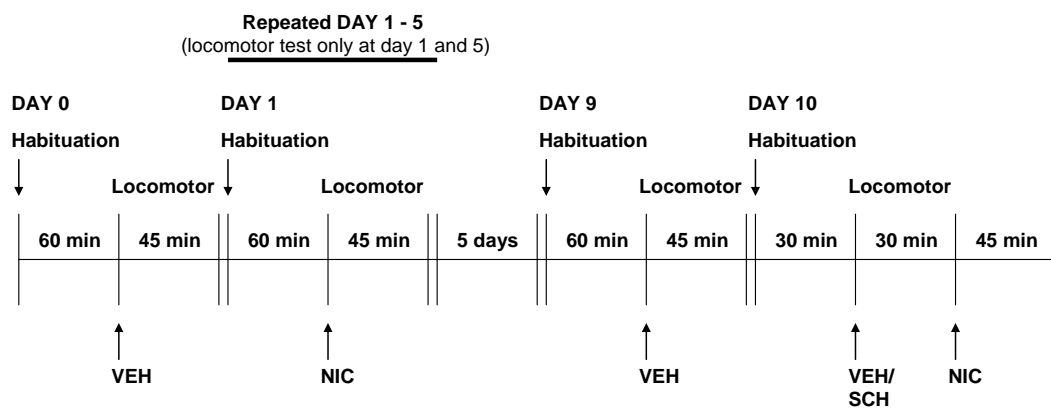 Repeated DAY 1 - 5
(locomotor test only at day 1 and 5)
DAY 0 DAY 1 DAY 9 DAY 10
Habituation Habituation Habituation Habituation
Locomotor Locomotor Locomotor Locomotor
60 min 45 min 60 min 45 min 5 days 60 min 45 min 30 min 30 min 45 min
VEH NIC VEH VEH/ NIC
SCH